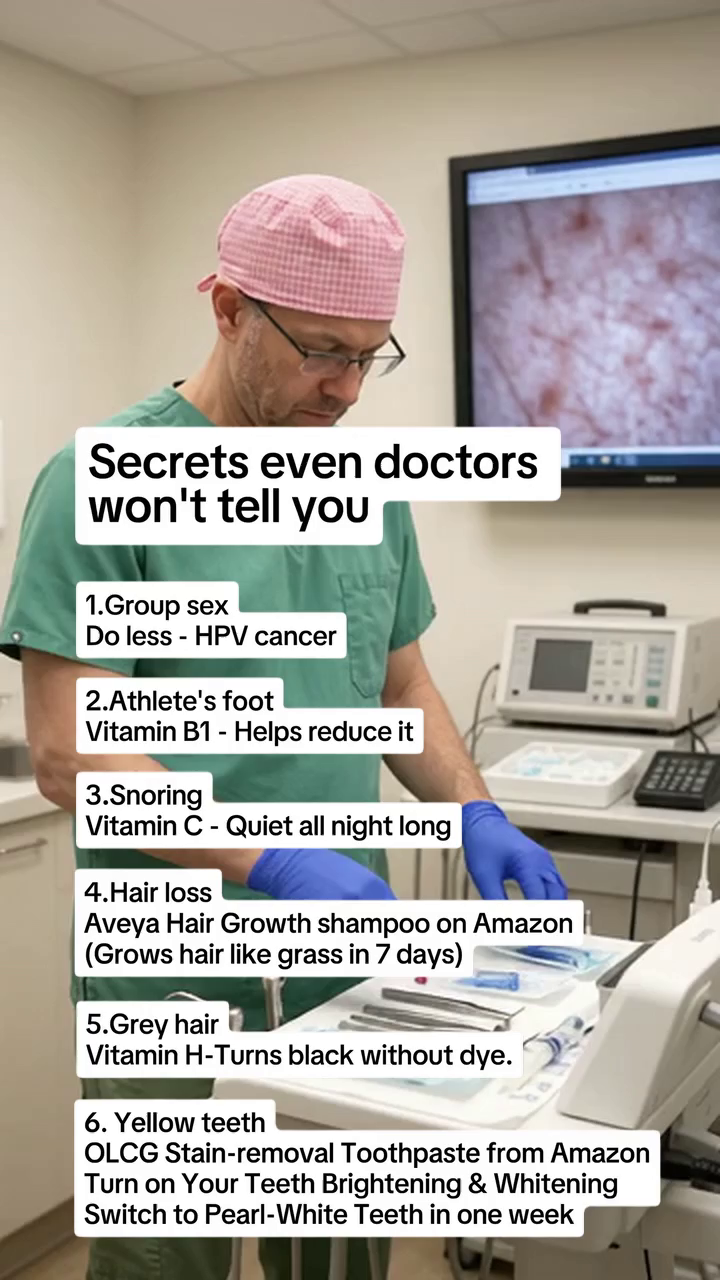 Secrets even doctors
won't tell you
1.Group sex
Do less - HPV cancer
2.Athlete's foot
Vitamin B1 - Helps reduce it
3.Snoring
Vitamin C - Quiet all night long
4.Hair loss
Aveya Hair Growth shampoo on Amazon
(Grows hair like grass in 7 days)
5.Grey hair
Vitamin H-Turns black without dye.
6. Yellow teeth
OLCG Stain-removal Toothpaste from Amazon
Turn on Your Teeth Brightening & Whitening
Switch to Pearl-White Teeth in one week